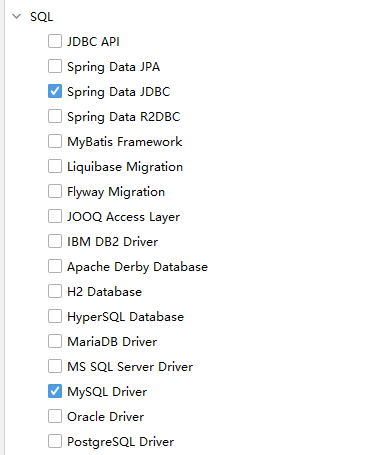 SQL
JDBC API
Spring Data JPA
Spring Data JDBC
Spring Data R2DBC
MyBatis Framework
Liquibase Migration
Flyway Migration
JOOQ Access Layer
IBM DB2 Driver
Apache Derby Database
H2 Database
HyperSQL Database
MariaDB Driver
MS SQL Server Driver
MySQL Driver
Oracle Driver
PostgreSQL Driver